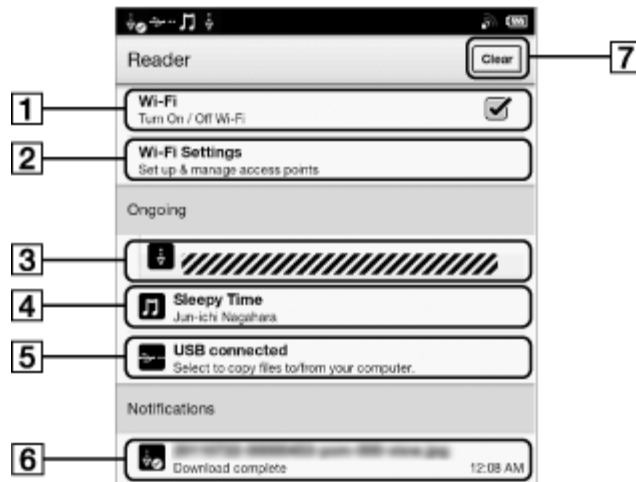 Reader
Clear
7
1
Wi-Fi
Turn On / Off Wi-Fi
2
Wi-Fi Settings
Set up & manage access points
Ongoing
3
4
Sleepy Time
Jun-ichi Nagahara
5
USB connected
Select to copy files to/from your computer.
Notifications
6
Download complete
12:08 AM